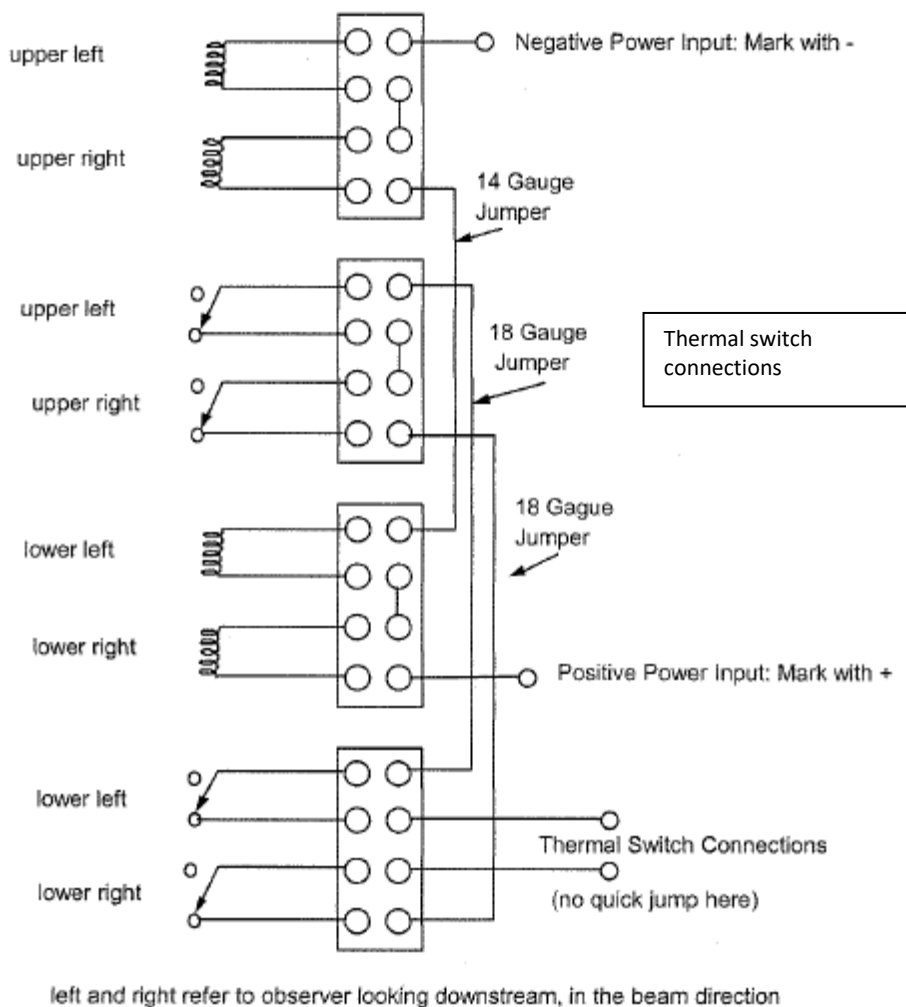 upper left
Negative Power Input: Mark with -
upper right
14 Gauge
Jumper
upper left
18 Gauge
Jumper
Thermal switch
connections
upper right
18 Gague
Jumper
lower left
lower right
Positive Power Input: Mark with +
lower left
Thermal Switch Connections
lower right
(no quick jump here)
left and right refer to observer looking downstream, in the beam direction